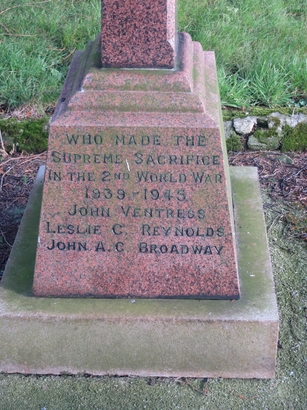 WHO MADE THE
SUPREME SACRIFICE
IN THE 2ND WORLD WAR
1939-1945
JOHN VENTRESS
LESLIE C. REYNOLDS
JOHN A.C. BROADWAY